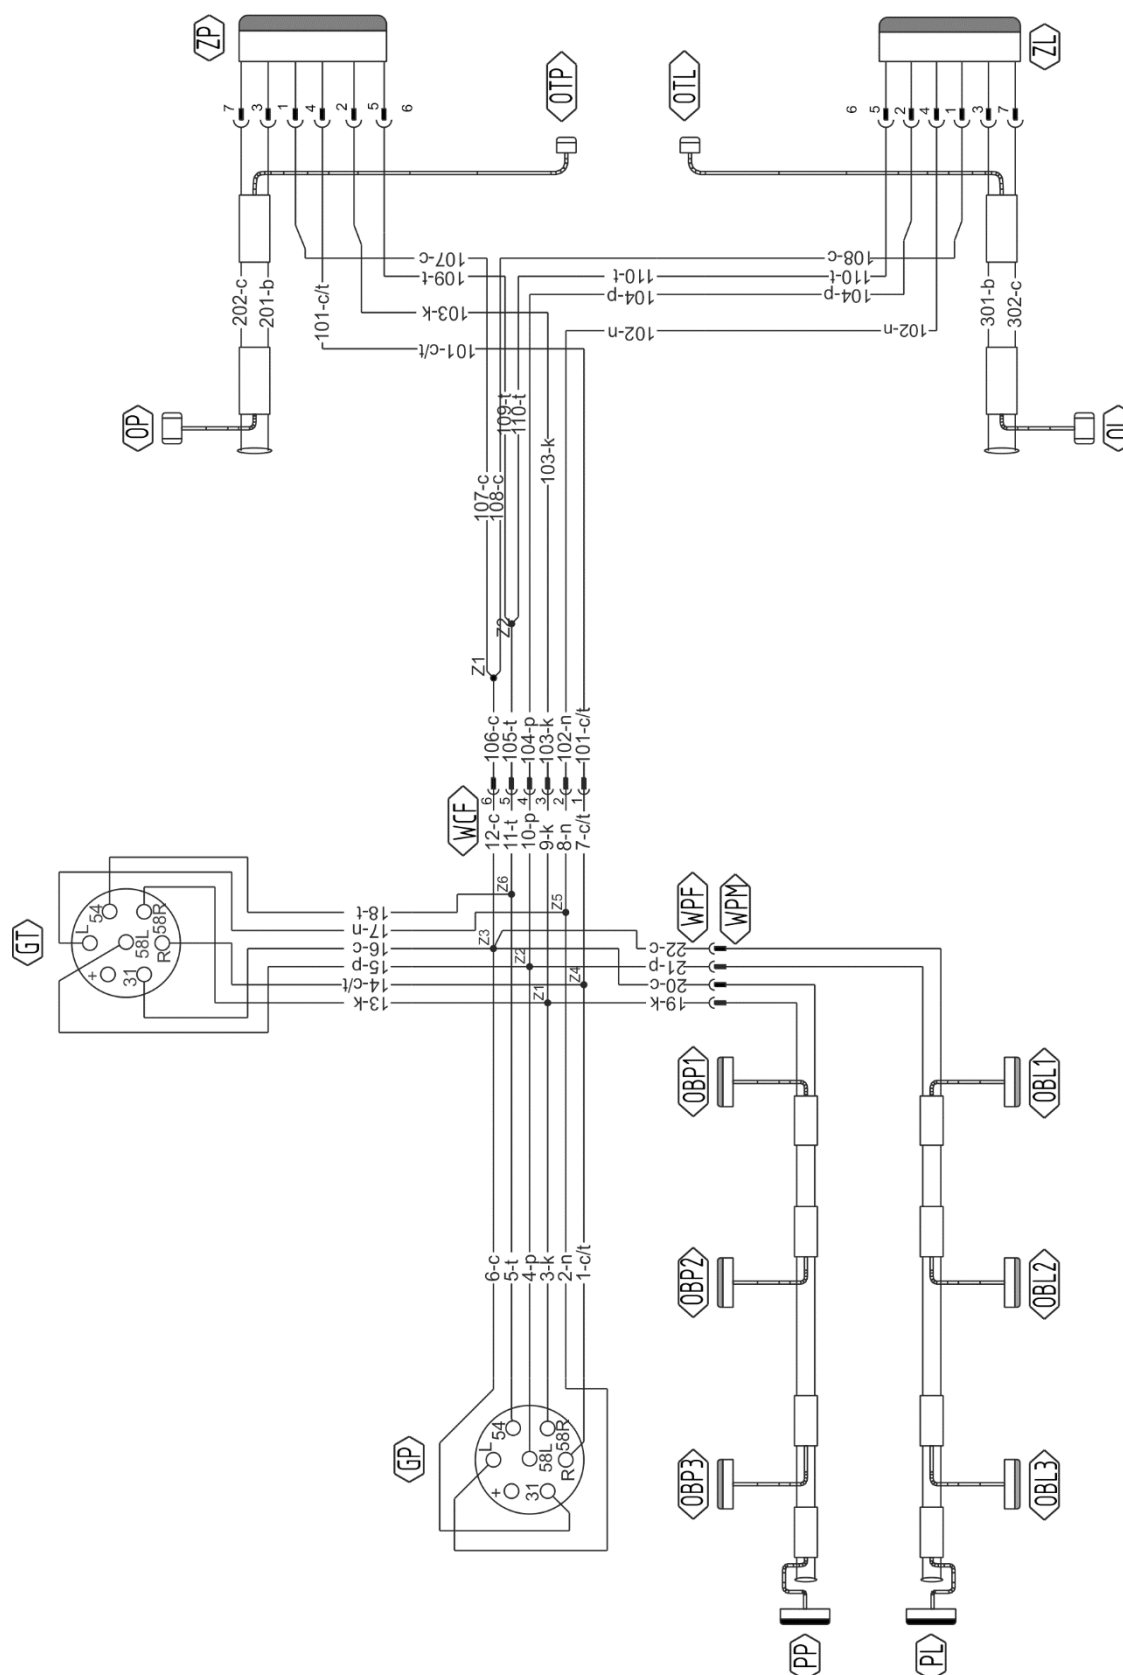 ZP
OTP
OTL
ZL
7
3
1
4
2
5
6
6
5
2
4
1
3
7
107-c
109-t
108-c
110-t
110-t
104-p
104-p
202-c
201-b
101-c/t
103-k
102-n
102-n
301-b
302-c
101-c/t
OP
OL
109-t
110-t
107-c
108-c
103-k
Z2
Z1
106-c
105-t
104-p
103-k
102-n
101-c/t
WCF
6
5
4
3
2
1
12-c
11-t
10-p
9-k
8-n
7-c/t
GT
L
54
58L
58R
R
+
31
18-t
17-n
16-c
15-p
14-c/t
13-k
Z6
Z5
Z3
Z2
Z4
Z1
WPF
WPM
22-c
21-p
20-c
19-k
OBP1
OBL1
OBP2
OBL2
6-c
5-t
4-p
3-k
2-n
1-c/t
GP
L
54
58L
58R
R
+
31
OBP3
OBL3
PP
PL